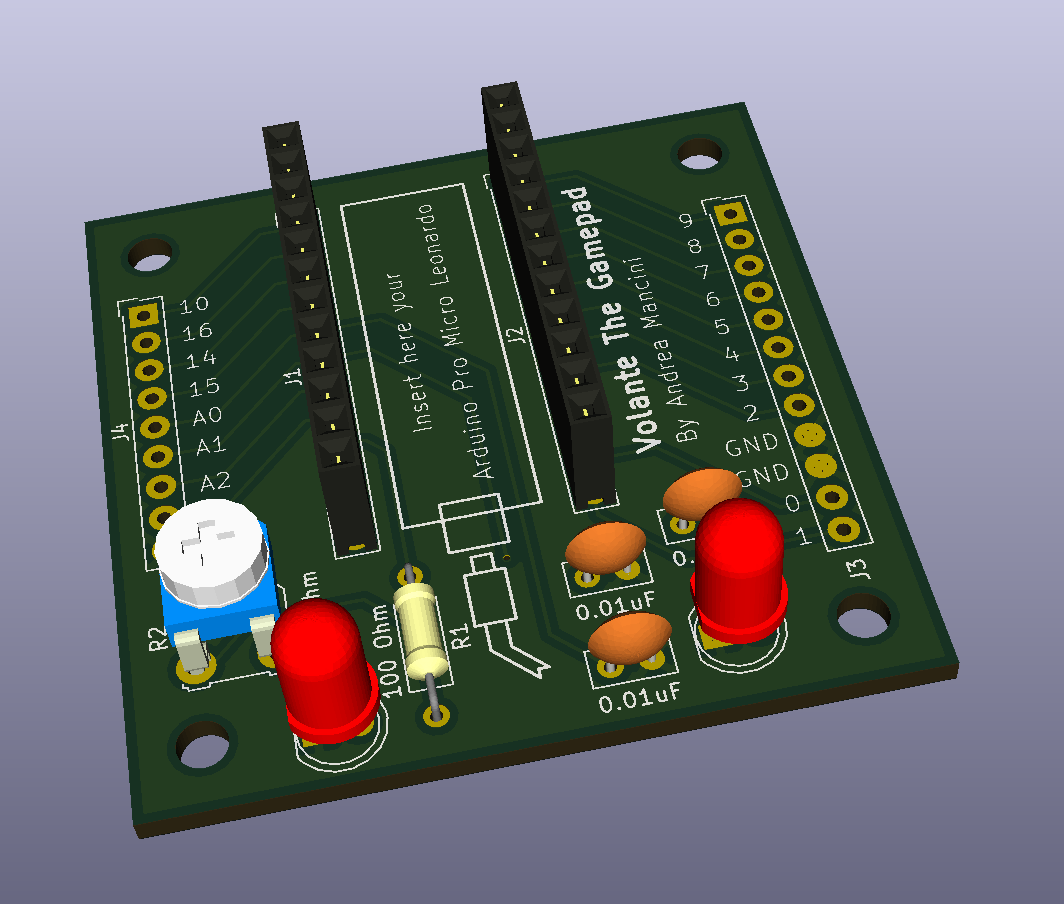 10
16
14
15
A0
A1
A2
J4
J1
Insert here your
Arduino Pro Micro Leonardo
J2
Volante The Gamepad
By Andrea Mancini
9
8
7
6
5
4
3
2
GND
GND
0
1
J3
R2
100 Ohm
R1
0.01uF
0.01uF